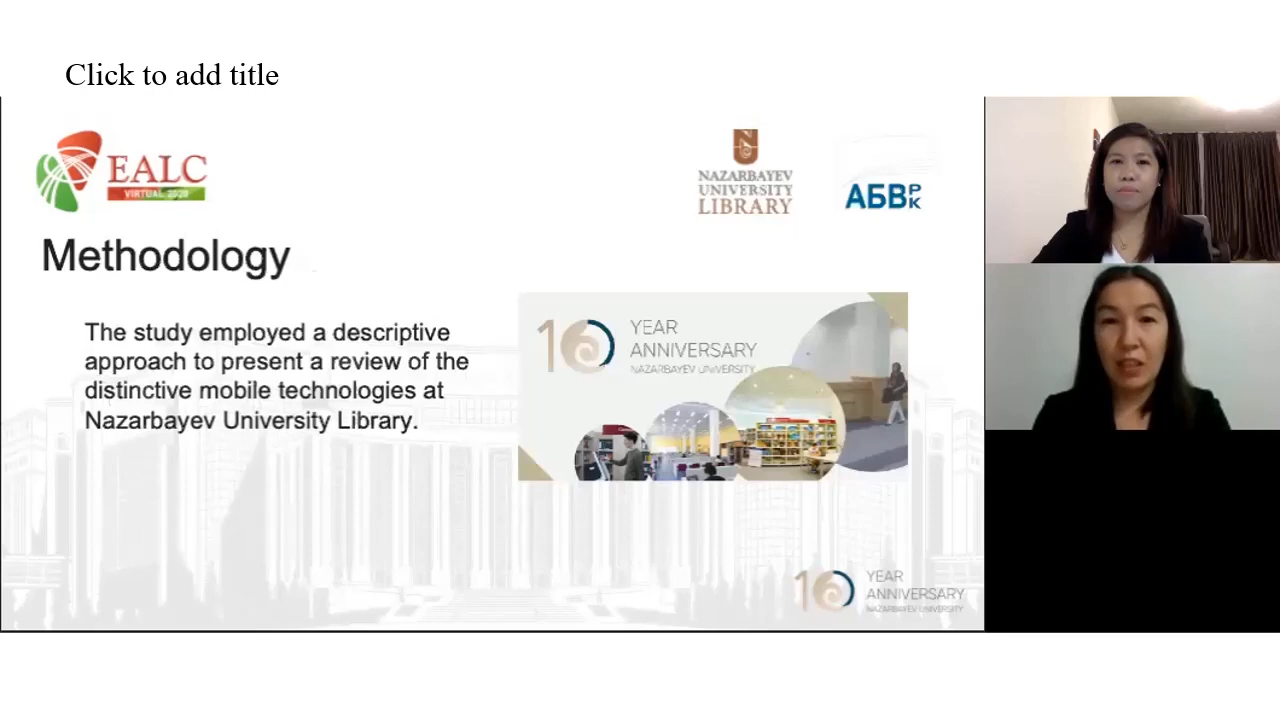 Click to add title
EALC
VIRTUAL 2020
NAZARBAYEV
UNIVERSITY
LIBRARY
АБВРК
Methodology
The study employed a descriptive
approach to present a review of the
distinctive mobile technologies at
Nazarbayev University Library.
10 YEAR
ANNIVERSARY
NAZARBAYEV UNIVERSITY
10 YEAR
ANNIVERSARY
NAZARBAYEV UNIVERSITY